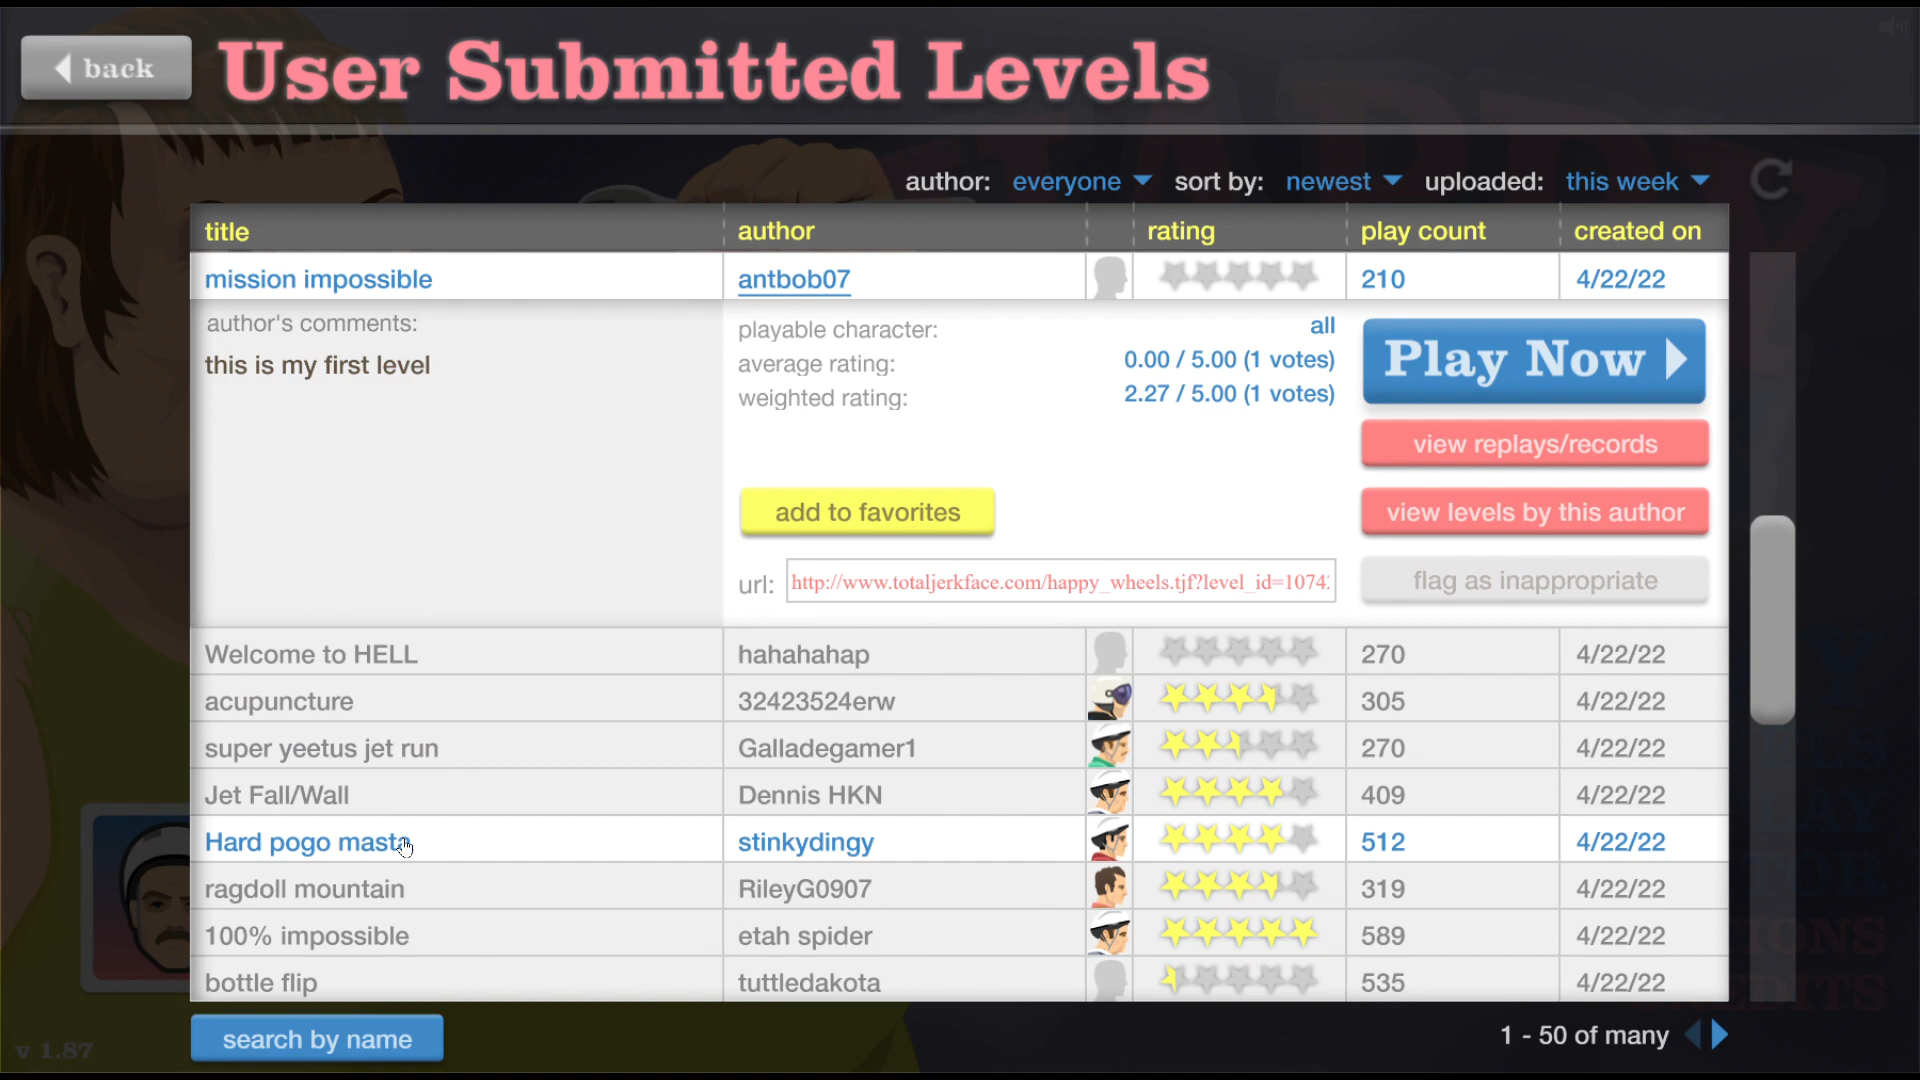 back
User Submitted Levels
author: everyone sort by: newest uploaded: this week
title author rating play count created on
mission impossible antbob07 210 4/22/22
author's comments:
this is my first level
playable character: all
average rating: 0.00 / 5.00 (1 votes)
weighted rating: 2.27 / 5.00 (1 votes)
Play Now
view replays/records
add to favorites
view levels by this author
url: http://www.totaljerkface.com/happy_wheels.tjf?level_id=1074
flag as inappropriate
Welcome to HELL hahahahap 270 4/22/22
acupuncture 32423524erw 305 4/22/22
super yeetus jet run Galladegamer1 270 4/22/22
Jet Fall/Wall Dennis HKN 409 4/22/22
Hard pogo masta stinkydingy 512 4/22/22
ragdoll mountain RileyG0907 319 4/22/22
100% impossible etah spider 589 4/22/22
bottle flip tuttledakota 535 4/22/22
search by name
1 - 50 of many
v 1.87